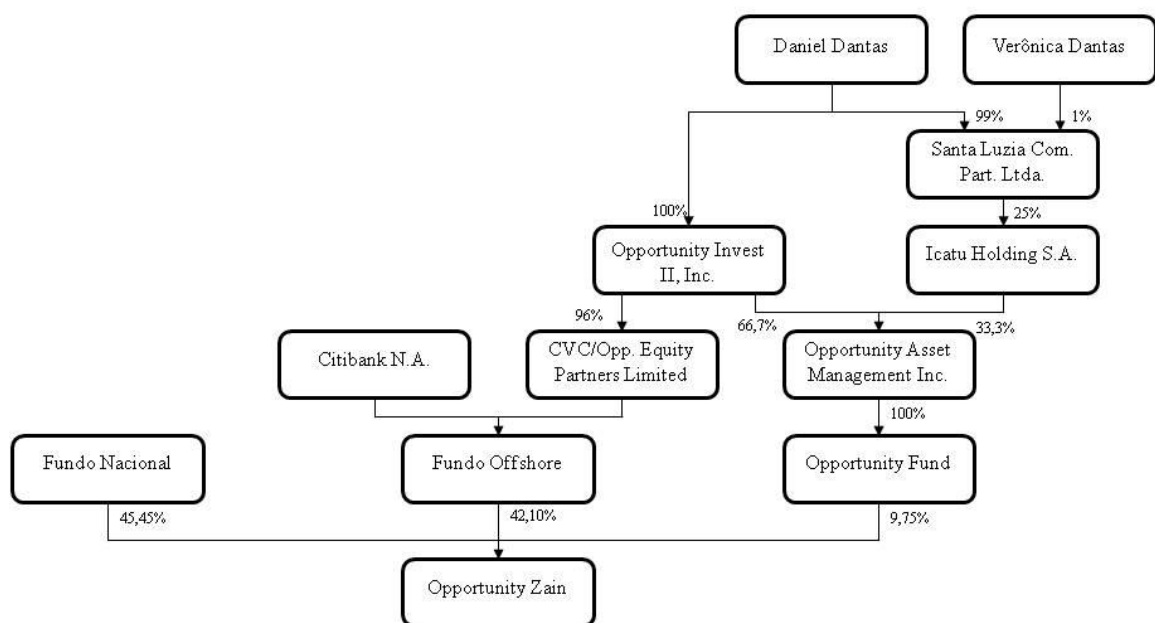 Daniel Dantas
Verônica Dantas
99%
1%
Santa Luzia Com.
Part. Ltda.
100%
25%
Opportunity Invest
II, Inc.
Icatu Holding S.A.
96%
66,7%
33,3%
Citibank N.A.
CVC/Opp. Equity
Partners Limited
Opportunity Asset
Management Inc.
100%
Fundo Nacional
Fundo Offshore
Opportunity Fund
45,45%
42,10%
9,75%
Opportunity Zain